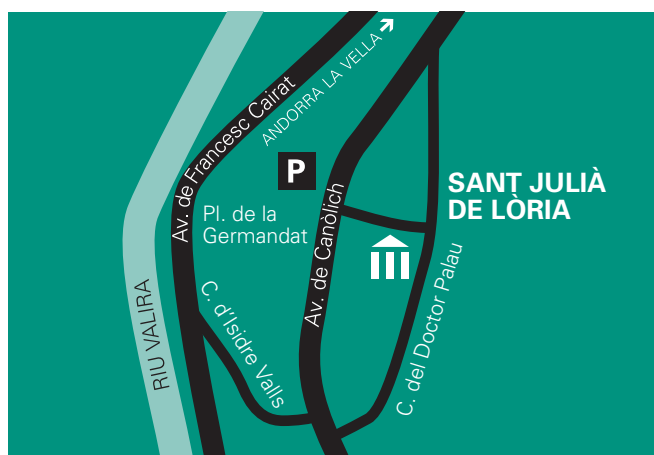 ANDORRA LA VELLA
Av. de Francesc Cairat
P
SANT JULIÀ
DE LÒRIA
Pl. de la
Germandat
Av. de Canòlich
RIU VALIRA
C. d'Isidre Valls
C. del Doctor Palau